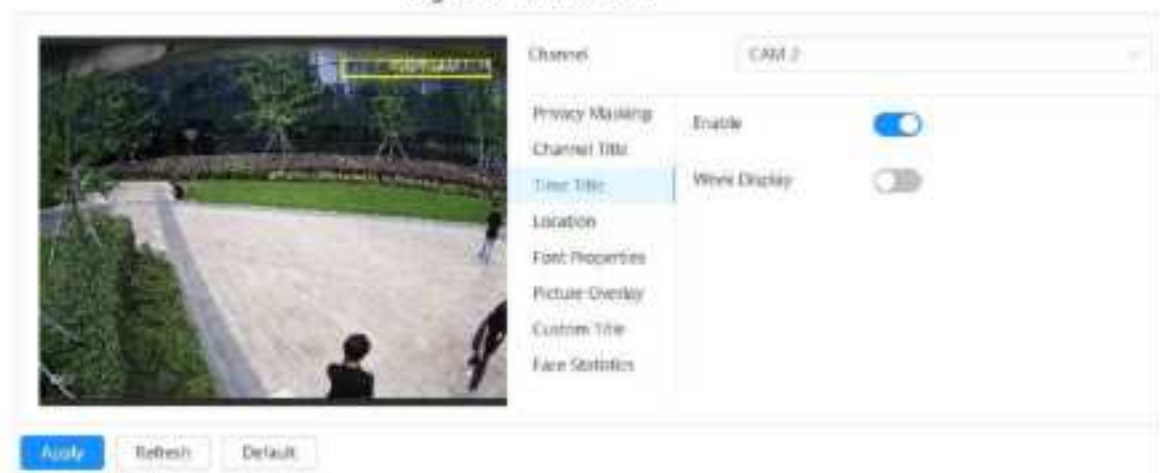 Channel
CAM 2
Privacy Masking
Enable
Channel Title
Time Title
Week Display
Location
Font Properties
Picture Overlay
Custom Title
Face Statistics
Apply
Refresh
Default